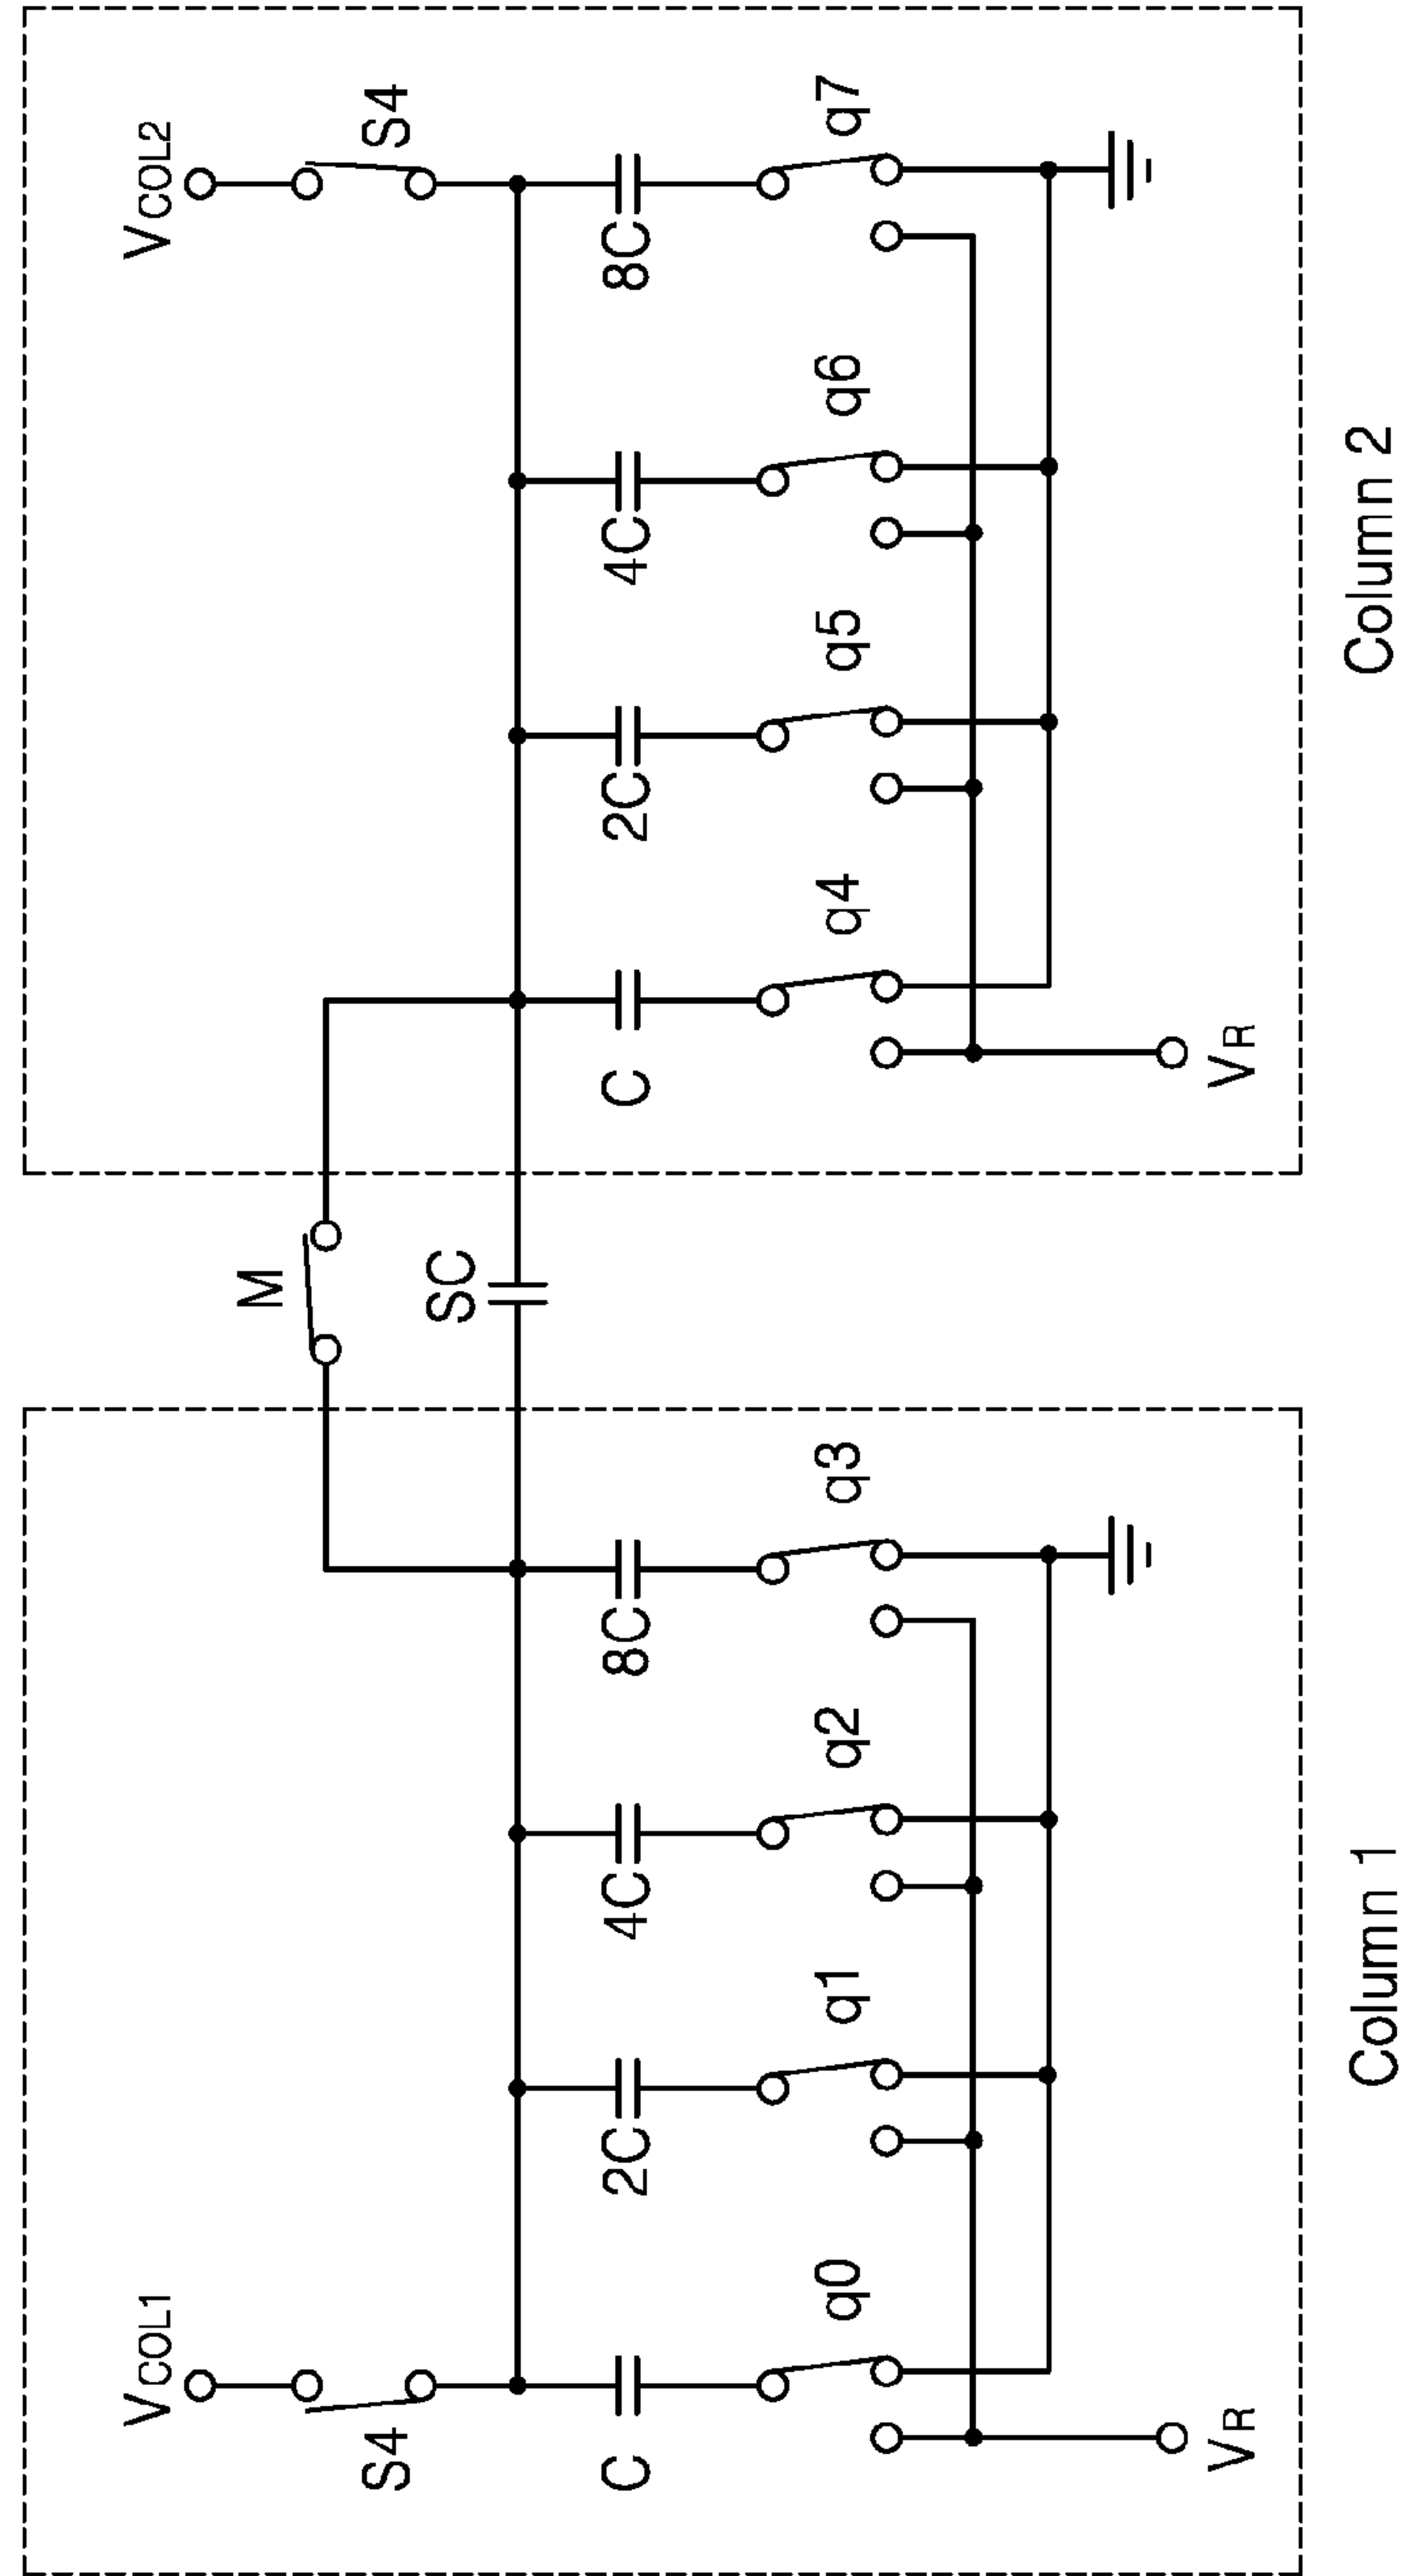 VCOL1
VCOL2
S4
S4
M
SC
C
2C
4C
8C
C
2C
4C
8C
q0
q1
q2
q3
q4
q5
q6
q7
VR
VR
Column 1
Column 2